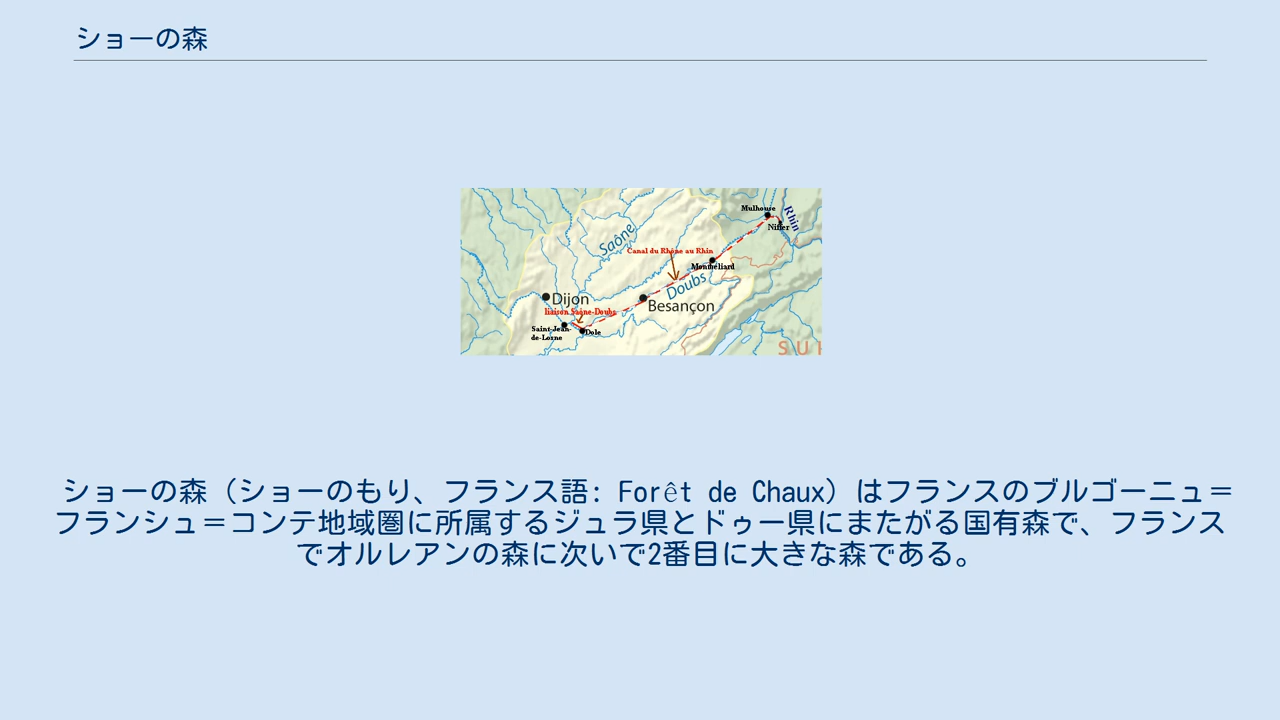 ショーの森
Mulhouse
Rhin
Niffer
Saône
Canal du Rhône au Rhin
Montbéliard
Doubs
Dijon
Besançon
liaison Saône-Doubs
Saint-Jean-
de-Losne
Dole
SUI
ショーの森（ショーのもり、フランス語: Forêt de Chaux）はフランスのブルゴーニュ＝
フランシュ＝コンテ地域圏に所属するジュラ県とドゥー県にまたがる国有森で、フランス
でオルレアンの森に次いで2番目に大きな森である。